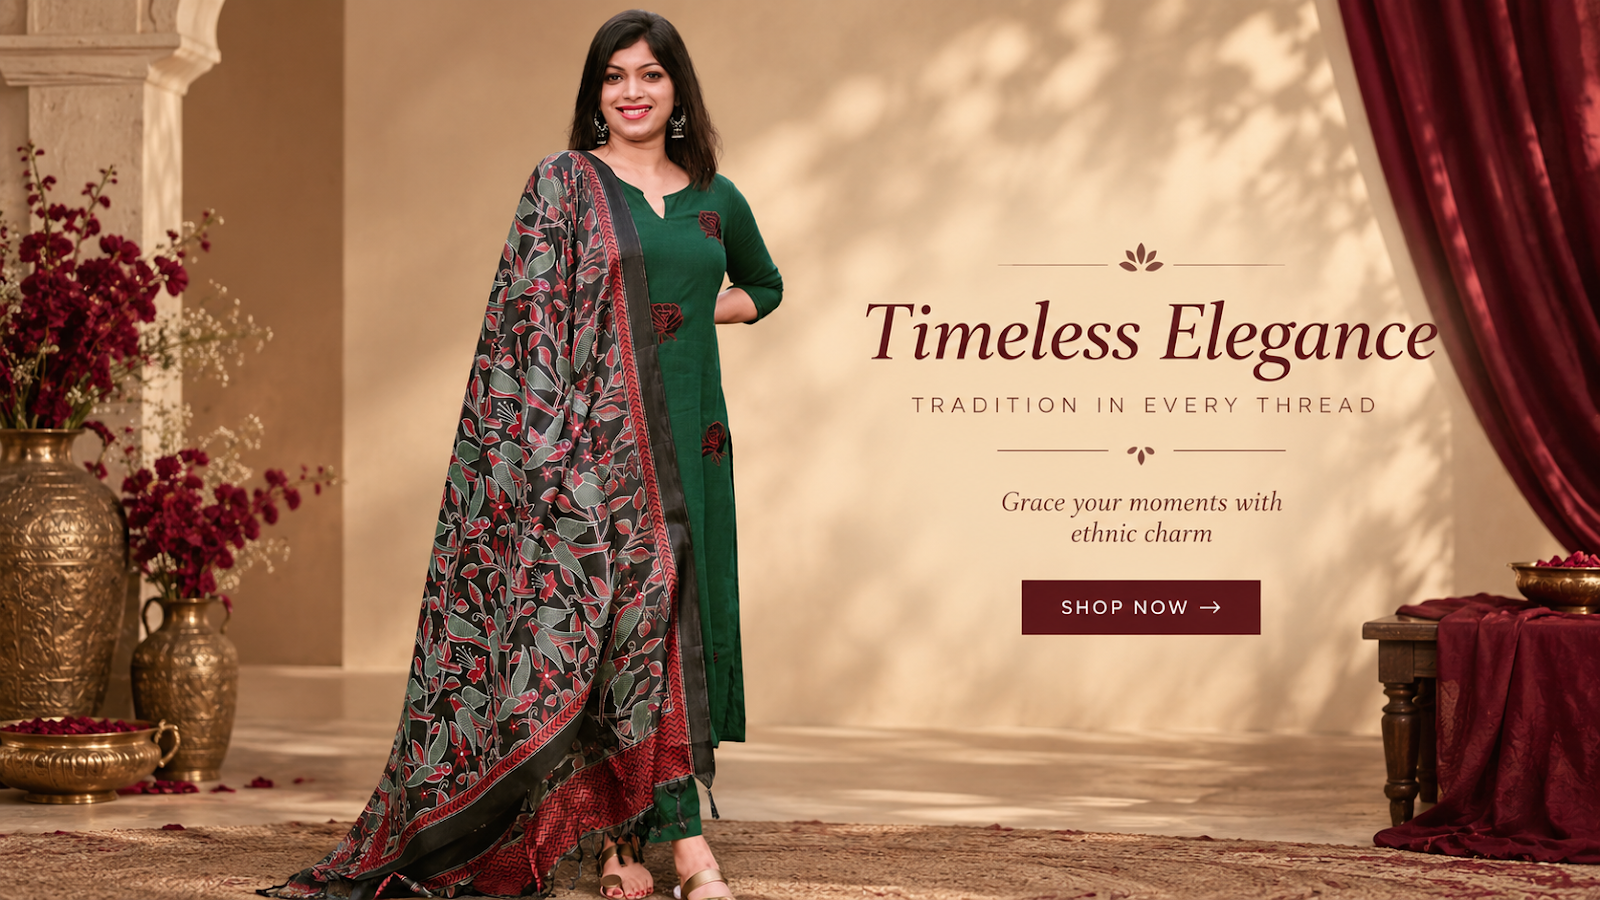 Timeless Elegance
TRADITION IN EVERY THREAD
Grace your moments with
ethnic charm
SHOP NOW →